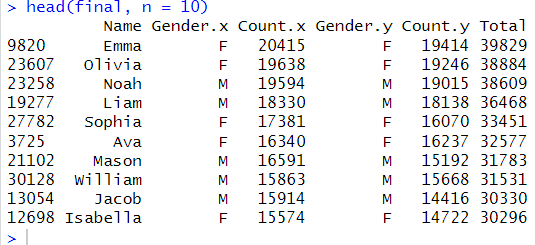 > head(final, n = 10)
Name Gender.x Count.x Gender.y Count.y Total
9820 Emma F 20415 F 19414 39829
23607 Olivia F 19638 F 19246 38884
23258 Noah M 19594 M 19015 38609
19277 Liam M 18330 M 18138 36468
27782 Sophia F 17381 F 16070 33451
3725 Ava F 16340 F 16237 32577
21102 Mason M 16591 M 15192 31783
30128 William M 15863 M 15668 31531
13054 Jacob M 15914 M 14416 30330
12698 Isabella F 15574 F 14722 30296
>